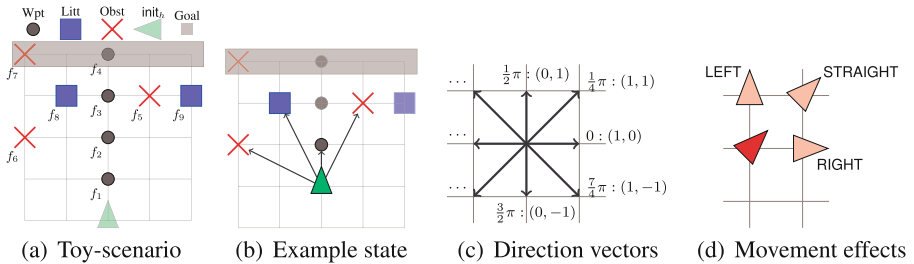 Wpt Litt Obst init_h Goal
f_7 f_4
f_8 f_3 f_5 f_9
f_6 f_2
f_1
(a) Toy-scenario
(b) Example state
... ½π : (0, 1) ¼π : (1, 1)
... 0 : (1, 0)
... 3/2π : (0, −1) 7/4π : (1, −1)
(c) Direction vectors
LEFT STRAIGHT
RIGHT
(d) Movement effects